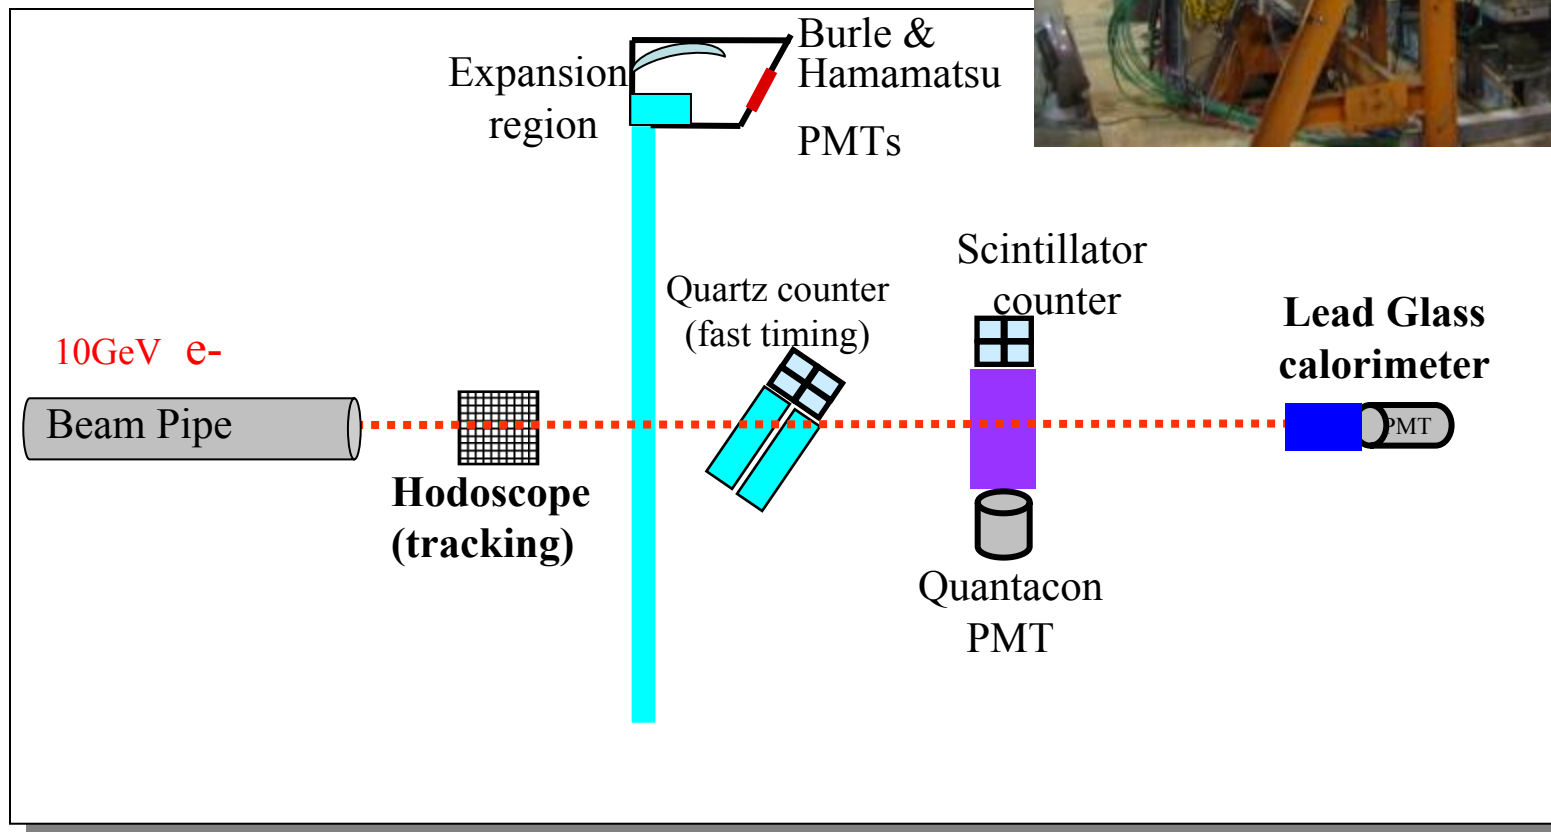 Burle &
Hamamatsu
PMTs
Expansion
region
Scintillator
counter
Quartz counter
(fast timing)
Lead Glass
calorimeter
10GeV e-
Beam Pipe
PMT
Hodoscope
(tracking)
Quantacon
PMT